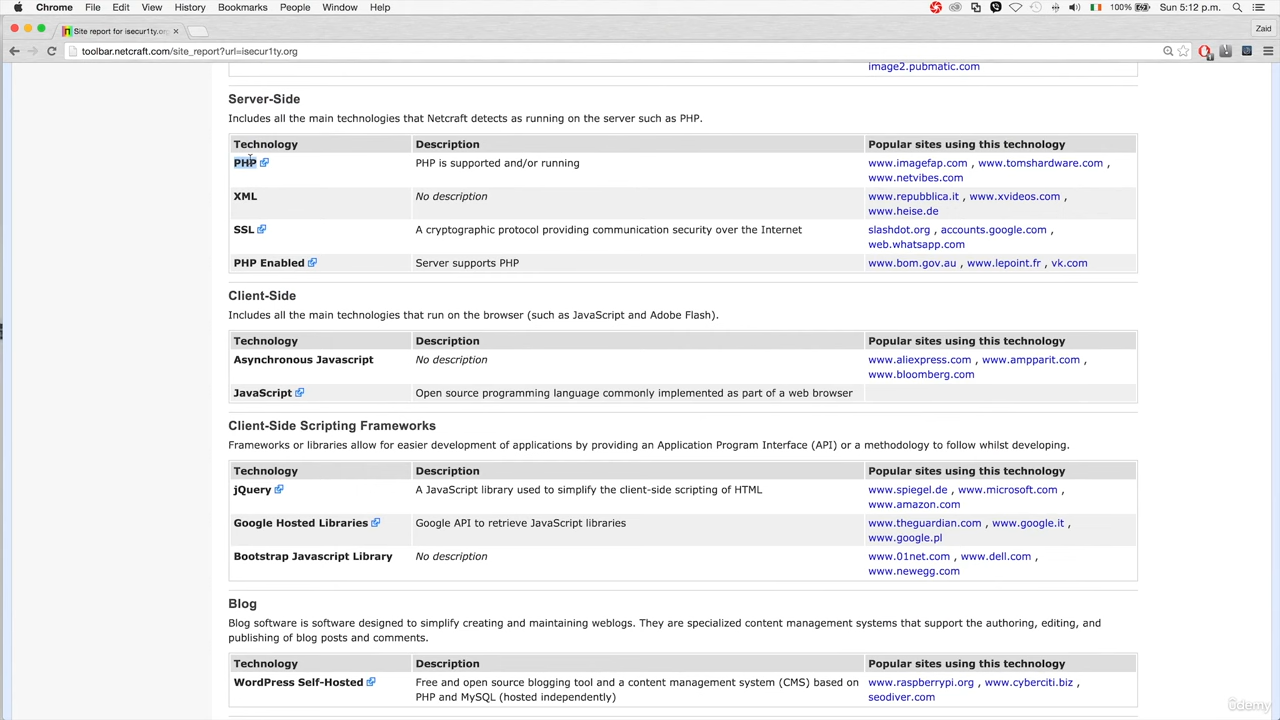 Chrome File Edit View History Bookmarks People Window Help 100% Sun 5:12 p.m.
Site report for isecur1ty.org Zaid
toolbar.netcraft.com/site_report?url=isecur1ty.org
image2.pubmatic.com
Server-Side
Includes all the main technologies that Netcraft detects as running on the server such as PHP.
Technology Description Popular sites using this technology
PHP PHP is supported and/or running www.imagefap.com , www.tomshardware.com ,
www.netvibes.com
XML No description www.repubblica.it , www.xvideos.com ,
www.heise.de
SSL A cryptographic protocol providing communication security over the Internet slashdot.org , accounts.google.com ,
web.whatsapp.com
PHP Enabled Server supports PHP www.bom.gov.au , www.lepoint.fr , vk.com
Client-Side
Includes all the main technologies that run on the browser (such as JavaScript and Adobe Flash).
Technology Description Popular sites using this technology
Asynchronous Javascript No description www.aliexpress.com , www.ampparit.com ,
www.bloomberg.com
JavaScript Open source programming language commonly implemented as part of a web browser
Client-Side Scripting Frameworks
Frameworks or libraries allow for easier development of applications by providing an Application Program Interface (API) or a methodology to follow whilst developing.
Technology Description Popular sites using this technology
jQuery A JavaScript library used to simplify the client-side scripting of HTML www.spiegel.de , www.microsoft.com ,
www.amazon.com
Google Hosted Libraries Google API to retrieve JavaScript libraries www.theguardian.com , www.google.it ,
www.google.pl
Bootstrap Javascript Library No description www.01net.com , www.dell.com ,
www.newegg.com
Blog
Blog software is software designed to simplify creating and maintaining weblogs. They are specialized content management systems that support the authoring, editing, and
publishing of blog posts and comments.
Technology Description Popular sites using this technology
WordPress Self-Hosted Free and open source blogging tool and a content management system (CMS) based on www.raspberrypi.org , www.cyberciti.biz ,
PHP and MySQL (hosted independently) seodiver.com
ûdemy